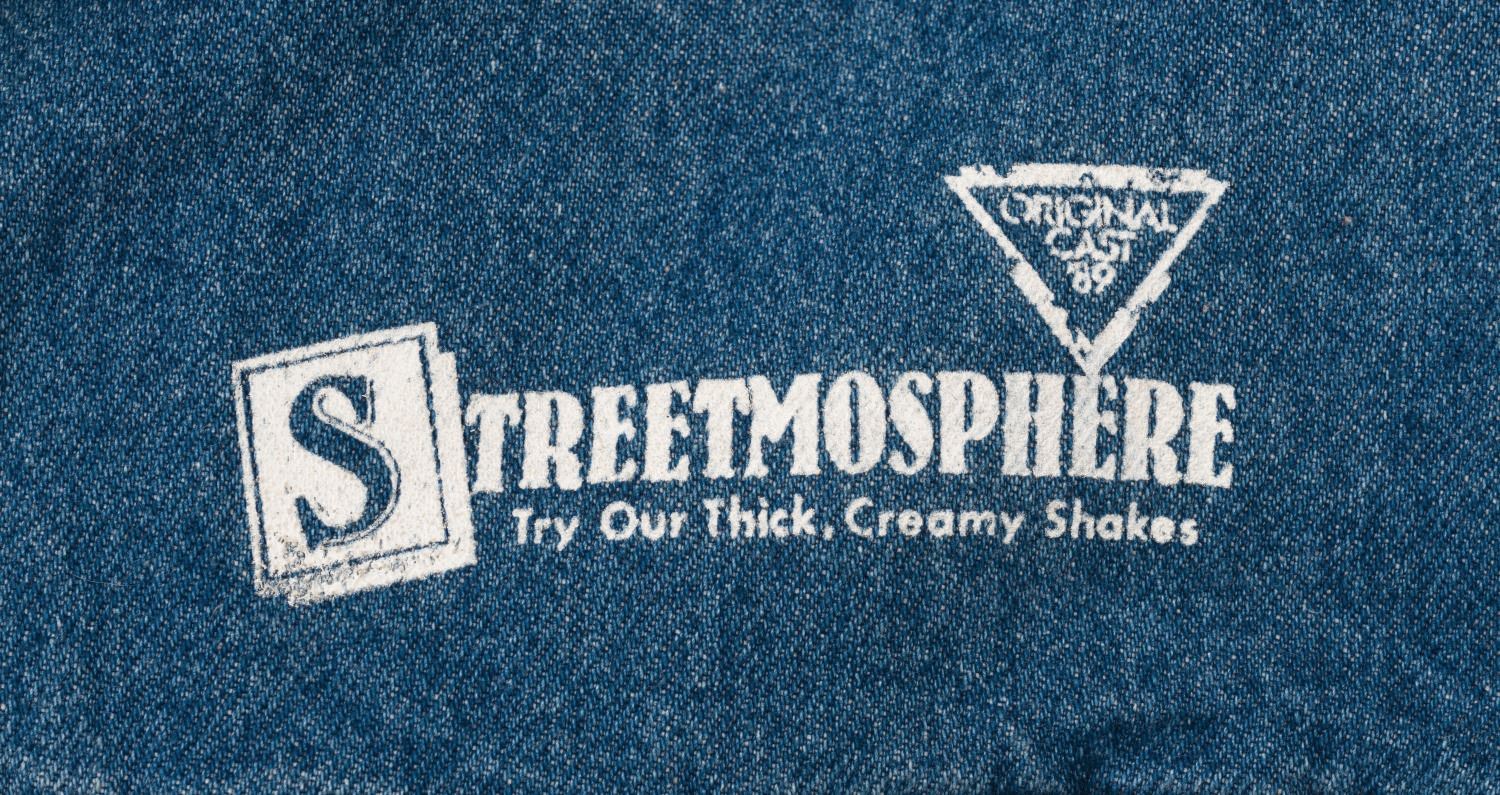 ORIGINAL
CAST
'89
STREETMOSPHERE
Try Our Thick, Creamy Shakes